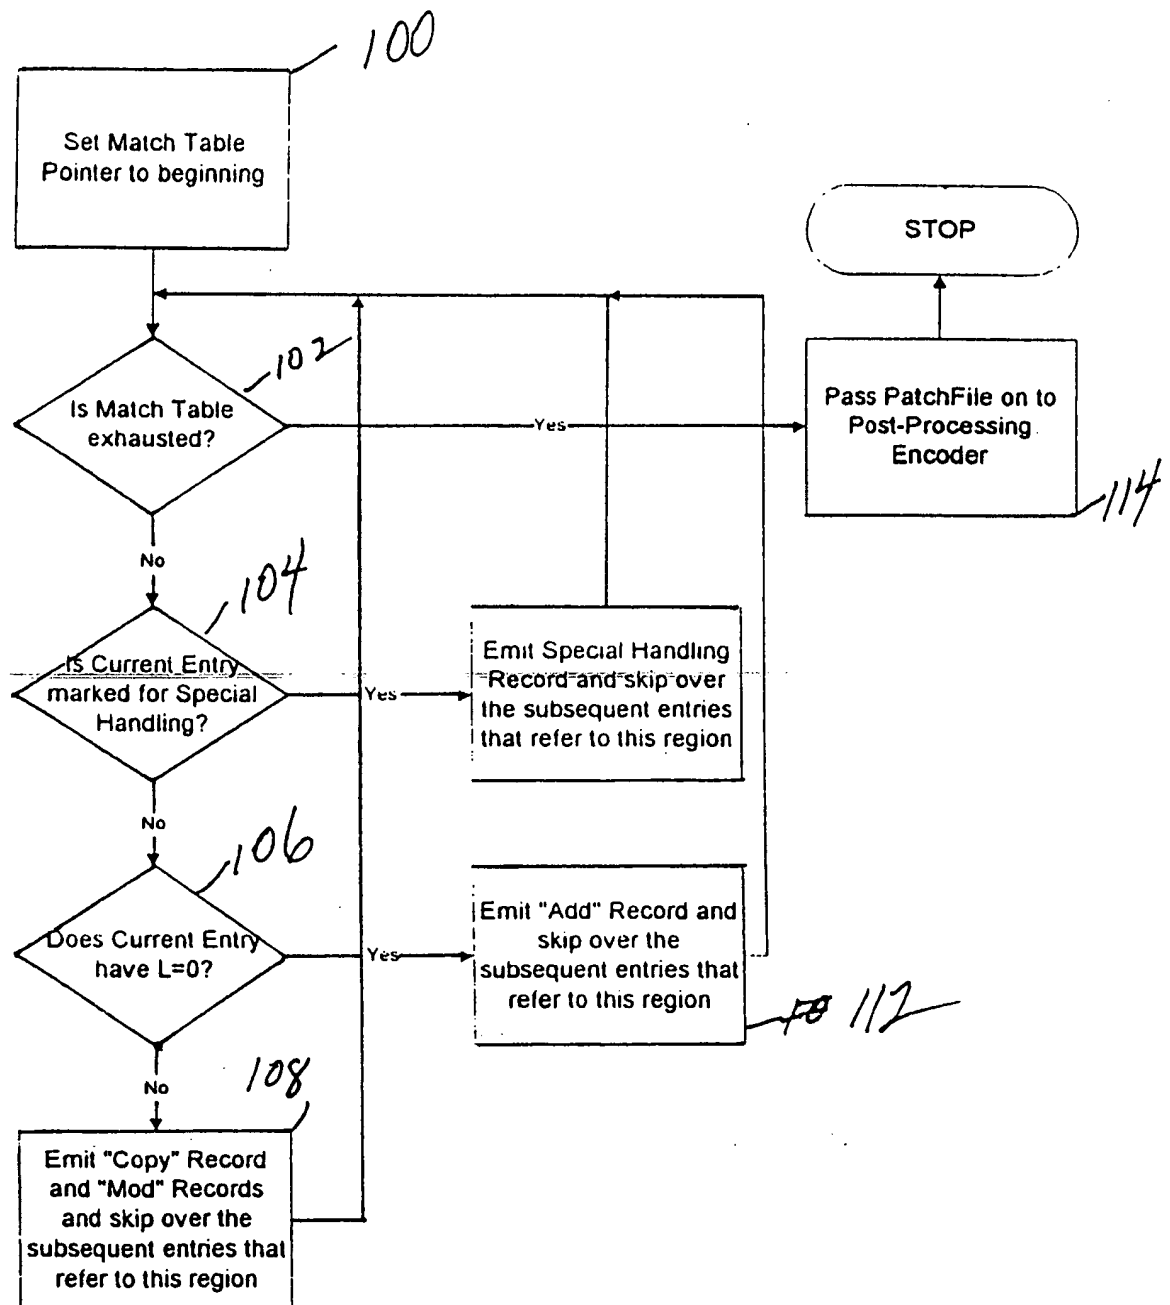 100
Set Match Table
Pointer to beginning
STOP
102
Is Match Table
exhausted?
Yes
Pass PatchFile on to
Post-Processing
Encoder
114
No
104
Is Current Entry
marked for Special
Handling?
Yes
Emit Special Handling
Record and skip over
the subsequent entries
that refer to this region
No
106
Does Current Entry
have L=0?
Yes
Emit "Add" Record and
skip over the
subsequent entries that
refer to this region
112
No
108
Emit "Copy" Record
and "Mod" Records
and skip over the
subsequent entries that
refer to this region